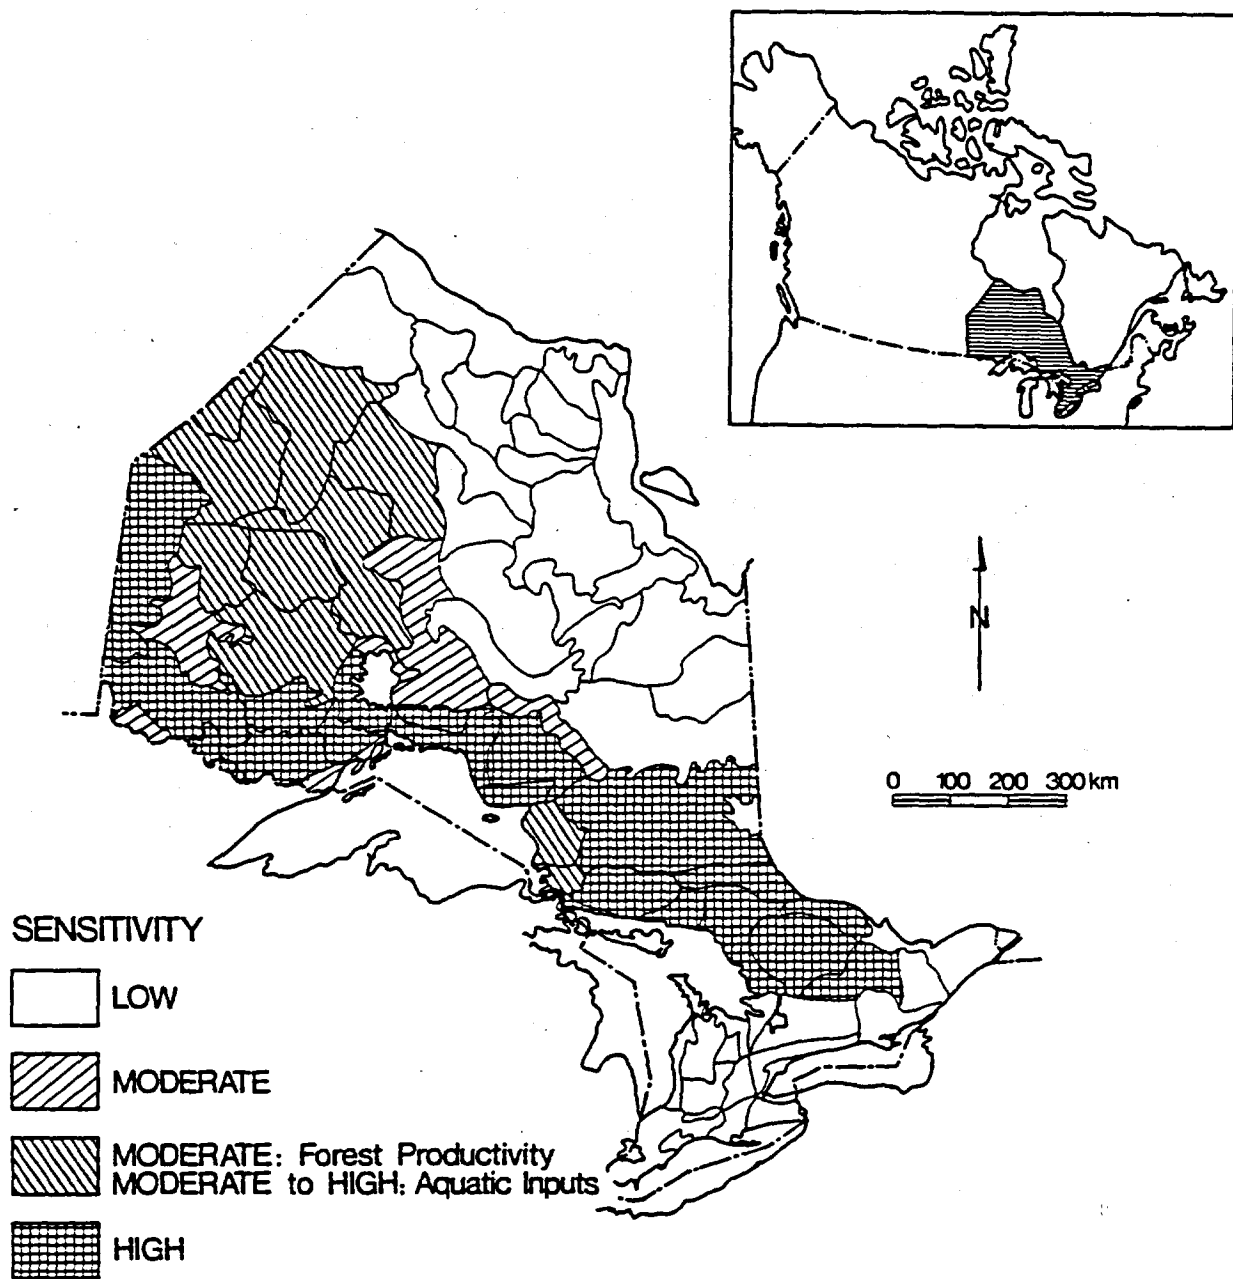 N
0 100 200 300 km
SENSITIVITY
LOW
MODERATE
MODERATE: Forest Productivity
MODERATE to HIGH: Aquatic Inputs
HIGH